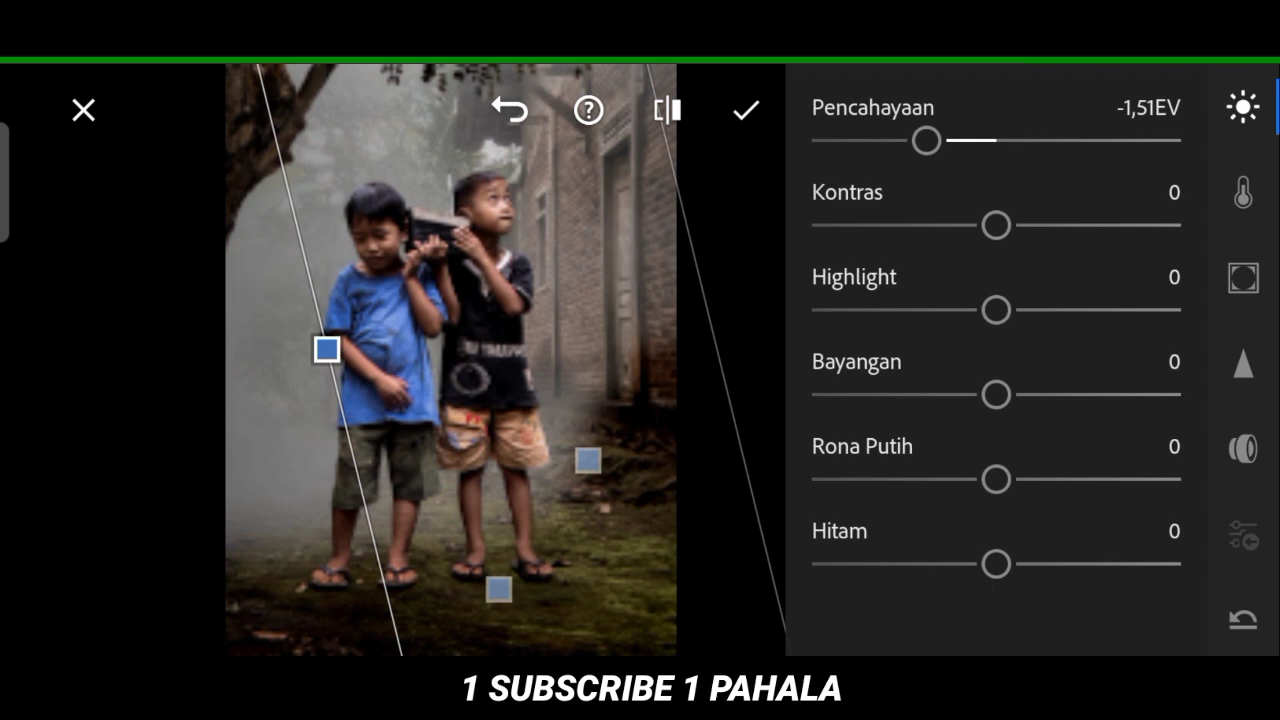 Pencahayaan -1,51EV
Kontras 0
Highlight 0
Bayangan 0
Rona Putih 0
Hitam 0
1 SUBSCRIBE 1 PAHALA